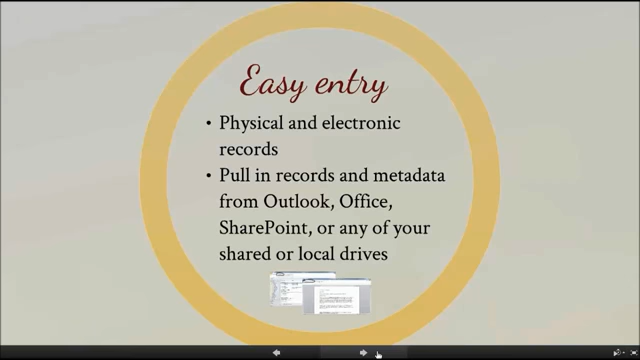 Easy entry
• Physical and electronic
records
• Pull in records and metadata
from Outlook, Office,
SharePoint, or any of your
shared or local drives